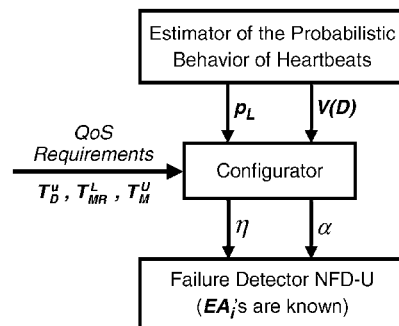 Estimator of the Probabilistic
Behavior of Heartbeats
p_L V(D)
QoS
Requirements
T_D^u , T_MR^L , T_M^U
Configurator
η α
Failure Detector NFD-U
(EA_i's are known)